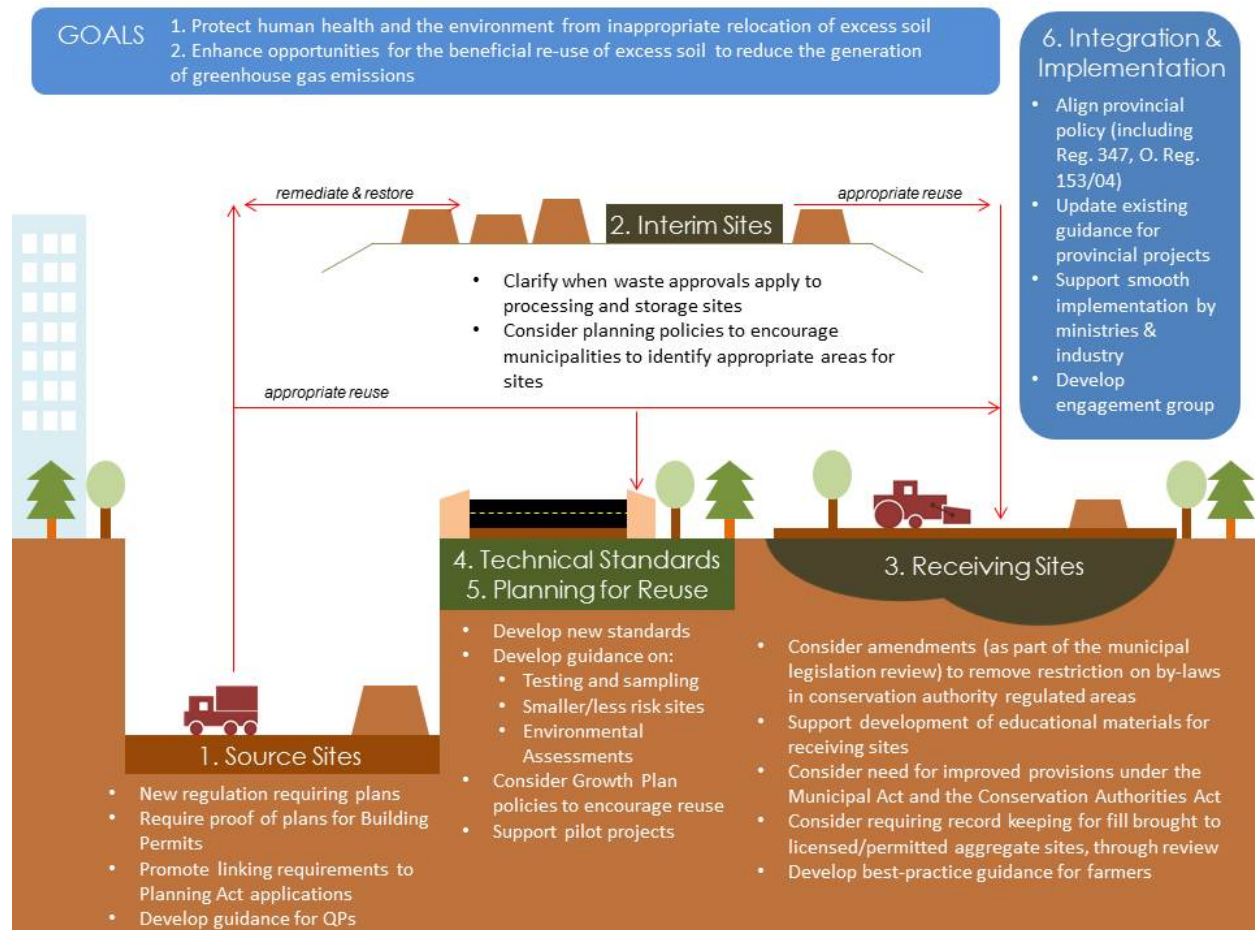 GOALS
1. Protect human health and the environment from inappropriate relocation of excess soil
2. Enhance opportunities for the beneficial re-use of excess soil to reduce the generation
of greenhouse gas emissions
6. Integration &
Implementation
• Align provincial
policy (including
Reg. 347, O. Reg.
153/04)
• Update existing
guidance for
provincial projects
• Support smooth
implementation by
ministries &
industry
• Develop
engagement group
remediate & restore
appropriate reuse
2. Interim Sites
• Clarify when waste approvals apply to
processing and storage sites
• Consider planning policies to encourage
municipalities to identify appropriate areas for
sites
appropriate reuse
1. Source Sites
• New regulation requiring plans
• Require proof of plans for Building
Permits
• Promote linking requirements to
Planning Act applications
• Develop guidance for QPs
4. Technical Standards
5. Planning for Reuse
• Develop new standards
• Develop guidance on:
• Testing and sampling
• Smaller/less risk sites
• Environmental
Assessments
• Consider Growth Plan
policies to encourage reuse
• Support pilot projects
3. Receiving Sites
• Consider amendments (as part of the municipal
legislation review) to remove restriction on by-laws
in conservation authority regulated areas
• Support development of educational materials for
receiving sites
• Consider need for improved provisions under the
Municipal Act and the Conservation Authorities Act
• Consider requiring record keeping for fill brought to
licensed/permitted aggregate sites, through review
• Develop best-practice guidance for farmers